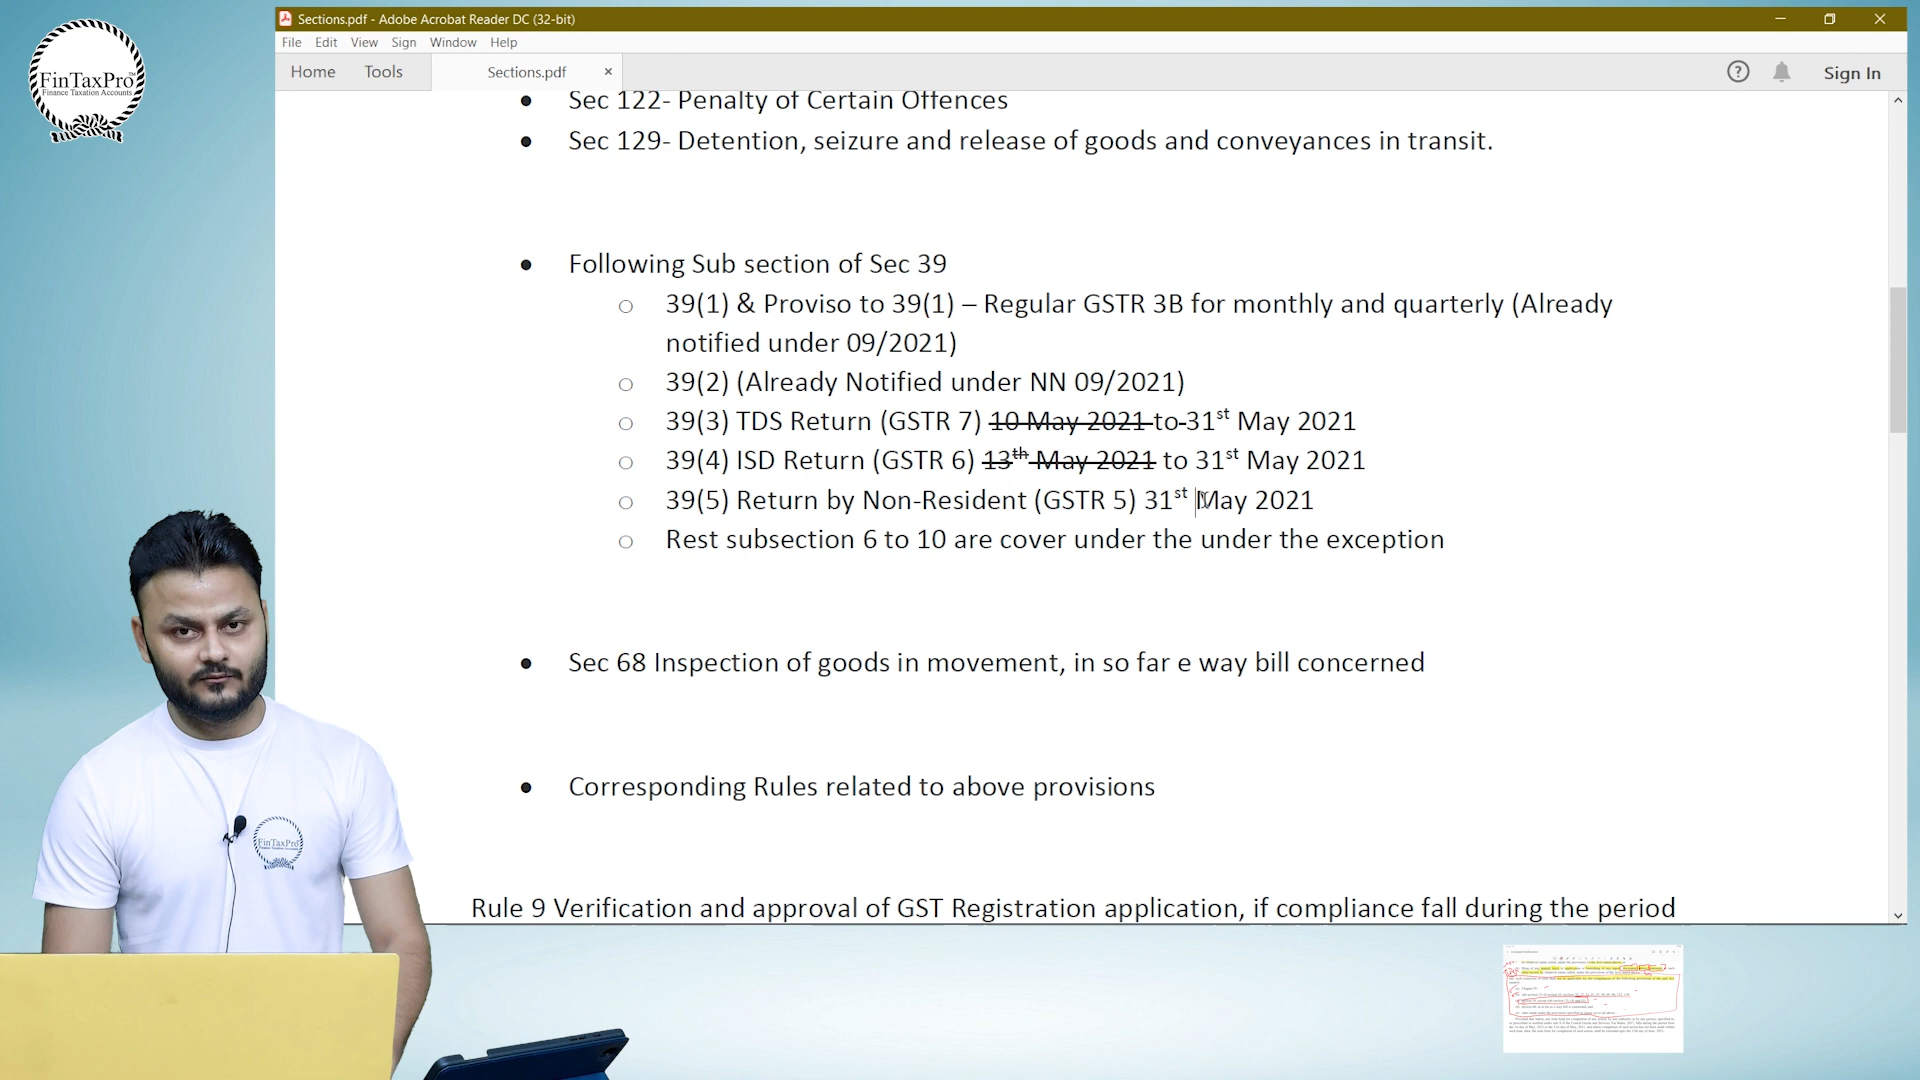 FinTaxPro
Finance Taxation Accounts
Sections.pdf - Adobe Acrobat Reader DC (32-bit)
File Edit View Sign Window Help
Home Tools Sections.pdf × Sign In
• Sec 122- Penalty of Certain Offences
• Sec 129- Detention, seizure and release of goods and conveyances in transit.
• Following Sub section of Sec 39
○ 39(1) & Proviso to 39(1) – Regular GSTR 3B for monthly and quarterly (Already
notified under 09/2021)
○ 39(2) (Already Notified under NN 09/2021)
○ 39(3) TDS Return (GSTR 7) 10 May 2021 to 31st May 2021
○ 39(4) ISD Return (GSTR 6) 13th May 2021 to 31st May 2021
○ 39(5) Return by Non-Resident (GSTR 5) 31st May 2021
○ Rest subsection 6 to 10 are cover under the under the exception
• Sec 68 Inspection of goods in movement, in so far e way bill concerned
• Corresponding Rules related to above provisions
Rule 9 Verification and approval of GST Registration application, if compliance fall during the period
FinTaxPro